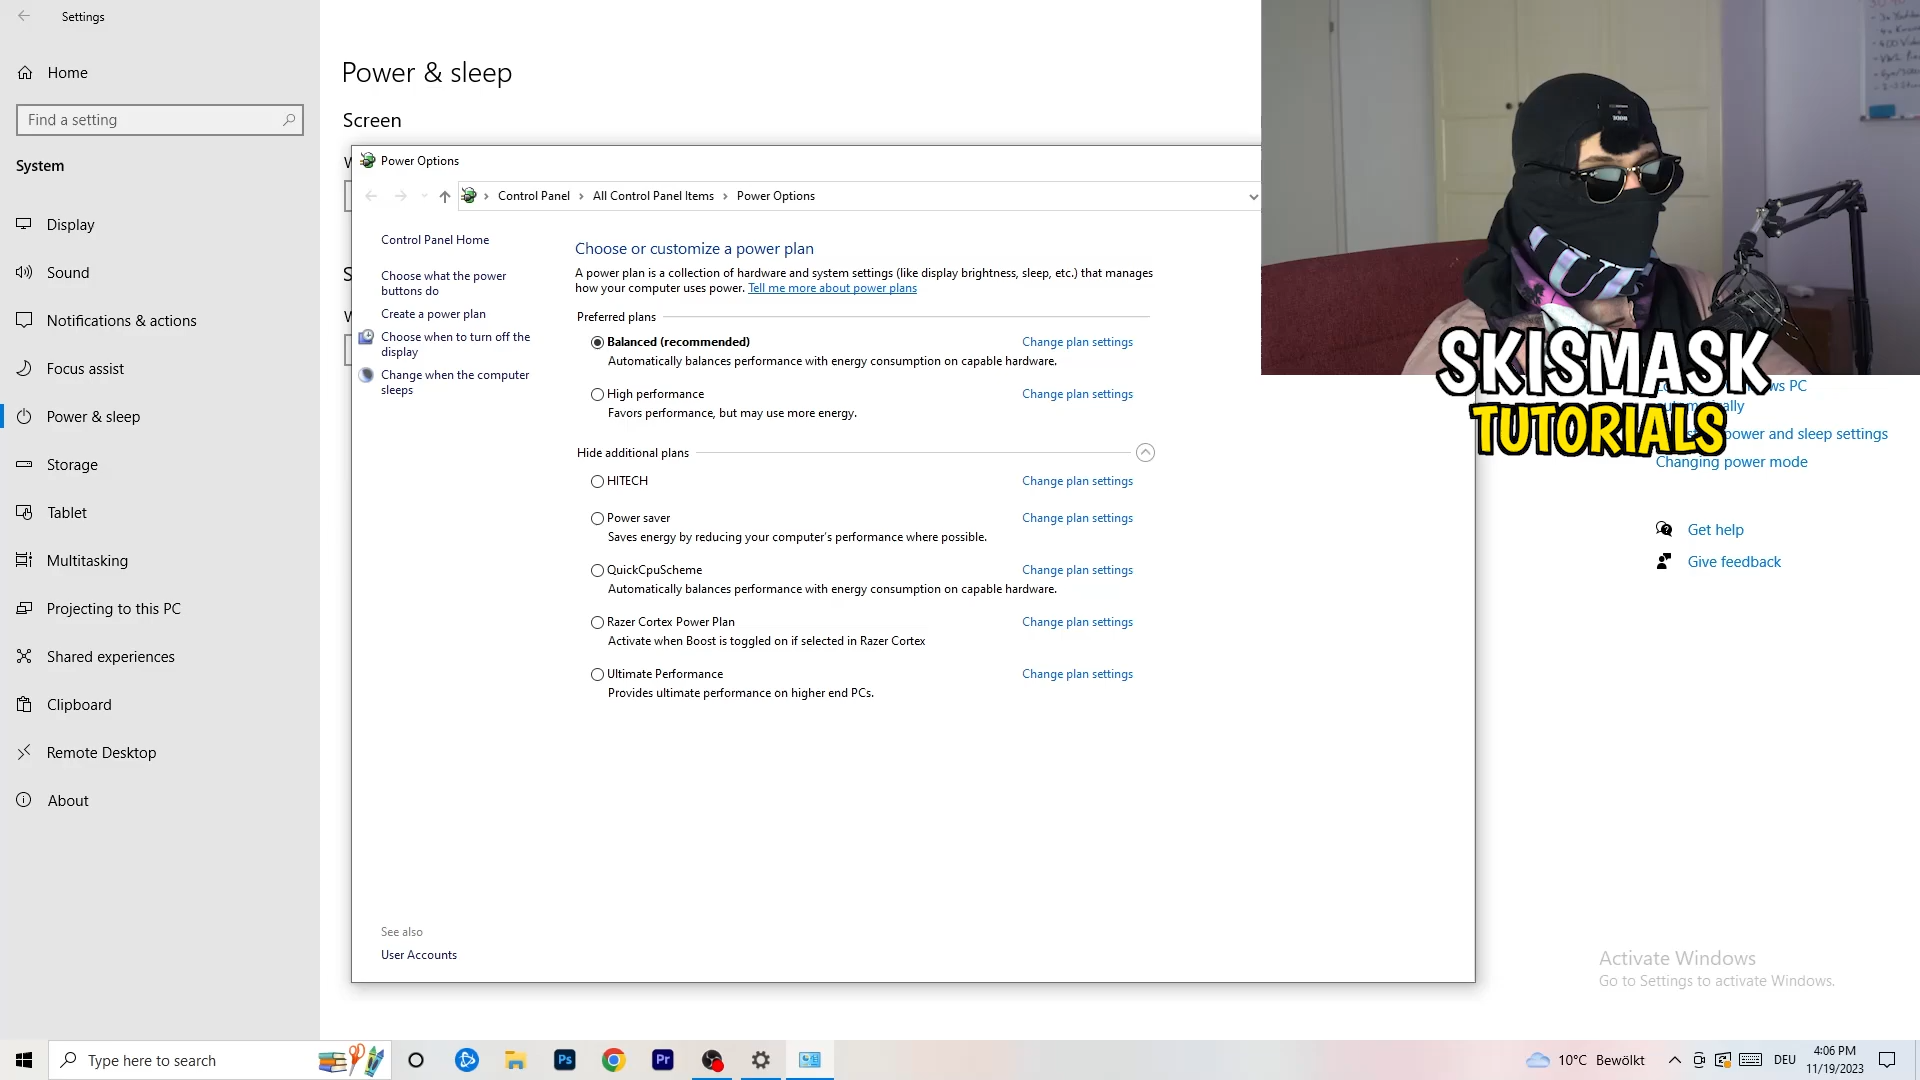 Settings
Home
Find a setting
System
Display
Sound
Notifications & actions
Focus assist
Power & sleep
Storage
Tablet
Multitasking
Projecting to this PC
Shared experiences
Clipboard
Remote Desktop
About
Power & sleep
Screen
Power Options
Control Panel › All Control Panel Items › Power Options
Control Panel Home
Choose what the power
buttons do
Create a power plan
Choose when to turn off the
display
Change when the computer
sleeps
See also
User Accounts
Choose or customize a power plan
A power plan is a collection of hardware and system settings (like display brightness, sleep, etc.) that manages
how your computer uses power. Tell me more about power plans
Preferred plans
Balanced (recommended) Change plan settings
Automatically balances performance with energy consumption on capable hardware.
High performance Change plan settings
Favors performance, but may use more energy.
Hide additional plans
HITECH Change plan settings
Power saver Change plan settings
Saves energy by reducing your computer's performance where possible.
QuickCpuScheme Change plan settings
Automatically balances performance with energy consumption on capable hardware.
Razer Cortex Power Plan Change plan settings
Activate when Boost is toggled on if selected in Razer Cortex
Ultimate Performance Change plan settings
Provides ultimate performance on higher end PCs.
SKISMASK
TUTORIALS
PC
power and sleep settings
Changing power mode
Get help
Give feedback
Activate Windows
Go to Settings to activate Windows.
Type here to search
Ps
Pr
10°C Bewölkt
DEU
4:06 PM
11/19/2023